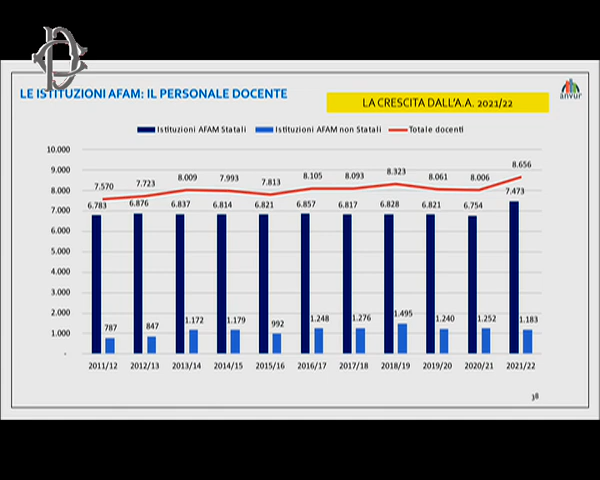 LE ISTITUZIONI AFAM: IL PERSONALE DOCENTE
LA CRESCITA DALL'A.A. 2021/22
anvur
Istituzioni AFAM Statali Istituzioni AFAM non Statali Totale docenti
10.000
9.000
8.000
7.000
6.000
5.000
4.000
3.000
2.000
1.000
-
7.570 7.723 8.009 7.993 7.813 8.105 8.093 8.323 8.061 8.006 8.656
6.783 6.876 6.837 6.814 6.821 6.857 6.817 6.828 6.821 6.754 7.473
787 847 1.172 1.179 992 1.248 1.276 1.495 1.240 1.252 1.183
2011/12 2012/13 2013/14 2014/15 2015/16 2016/17 2017/18 2018/19 2019/20 2020/21 2021/22
38